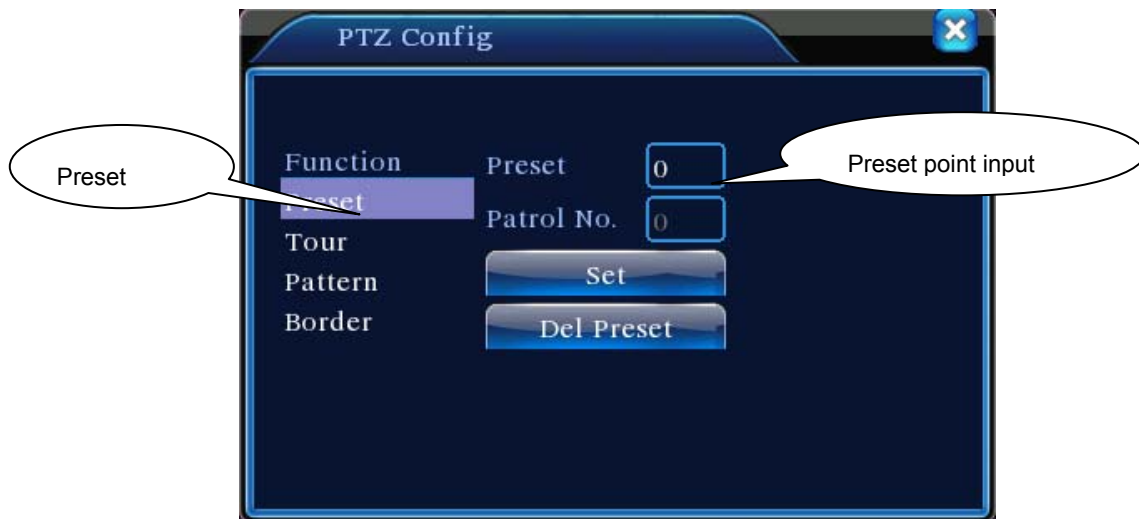 PTZ Config
Preset
Function
Preset
Tour
Pattern
Border
Preset 0
Patrol No. 0
Set
Del Preset
Preset point input